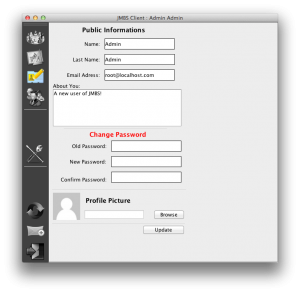 JMBS Client : Admin Admin
Public Informations
Name: Admin
Last Name: Admin
Email Adress: root@localhost.com
About You:
A new user of JMBS!
Change Password
Old Password:
New Password:
Confirm Password:
Profile Picture
Browse
Update